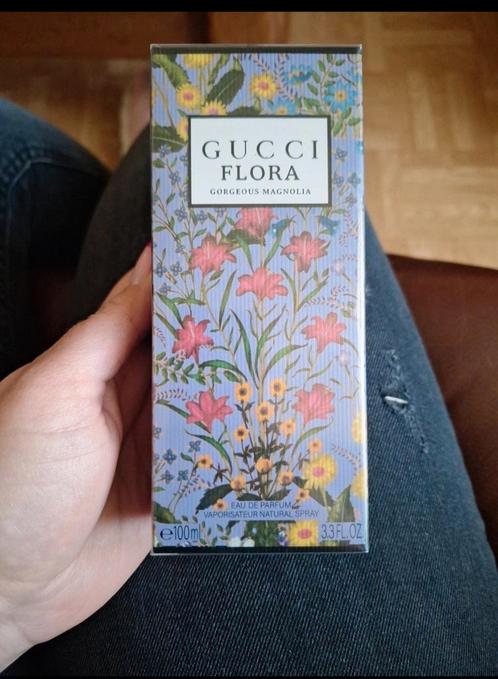 GUCCI
FLORA
GORGEOUS MAGNOLIA
EAU DE PARFUM
VAPORISATEUR NATURAL SPRAY
℮100ml 3.3 FL.OZ